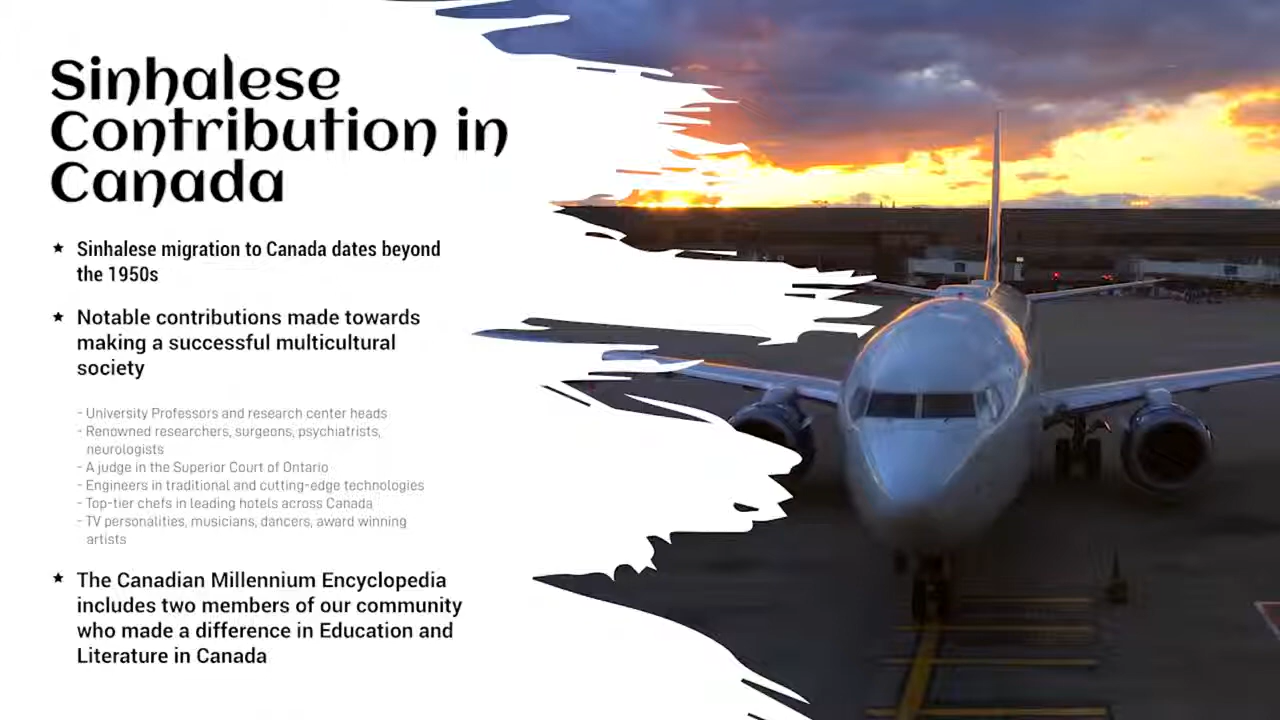 Sinhalese
Contribution in
Canada
★ Sinhalese migration to Canada dates beyond
the 1950s
★ Notable contributions made towards
making a successful multicultural
society
- University Professors and research center heads
- Renowned researchers, surgeons, psychiatrists,
neurologists
- A judge in the Superior Court of Ontario
- Engineers in traditional and cutting-edge technologies
- Top-tier chefs in leading hotels across Canada
- TV personalities, musicians, dancers, award winning
artists
★ The Canadian Millennium Encyclopedia
includes two members of our community
who made a difference in Education and
Literature in Canada